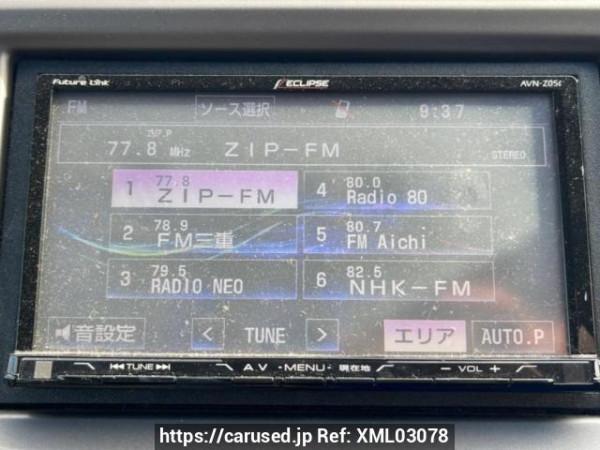 Future Link
ECLIPSE
AVN-Z05i
FM
ソース選択
9:37
ZIP.P
77.8 MHz ZIP-FM
STEREO
1 77.8 ZIP-FM
4 80.0 Radio 80
2 78.9 FM三重
5 80.7 FM Aichi
3 79.5 RADIO NEO
6 82.5 NHK-FM
音設定
< TUNE >
エリア
AUTO.P
TUNE
AV
-MENU-
現在地
- VOL +
https://carused.jp Ref: XML03078